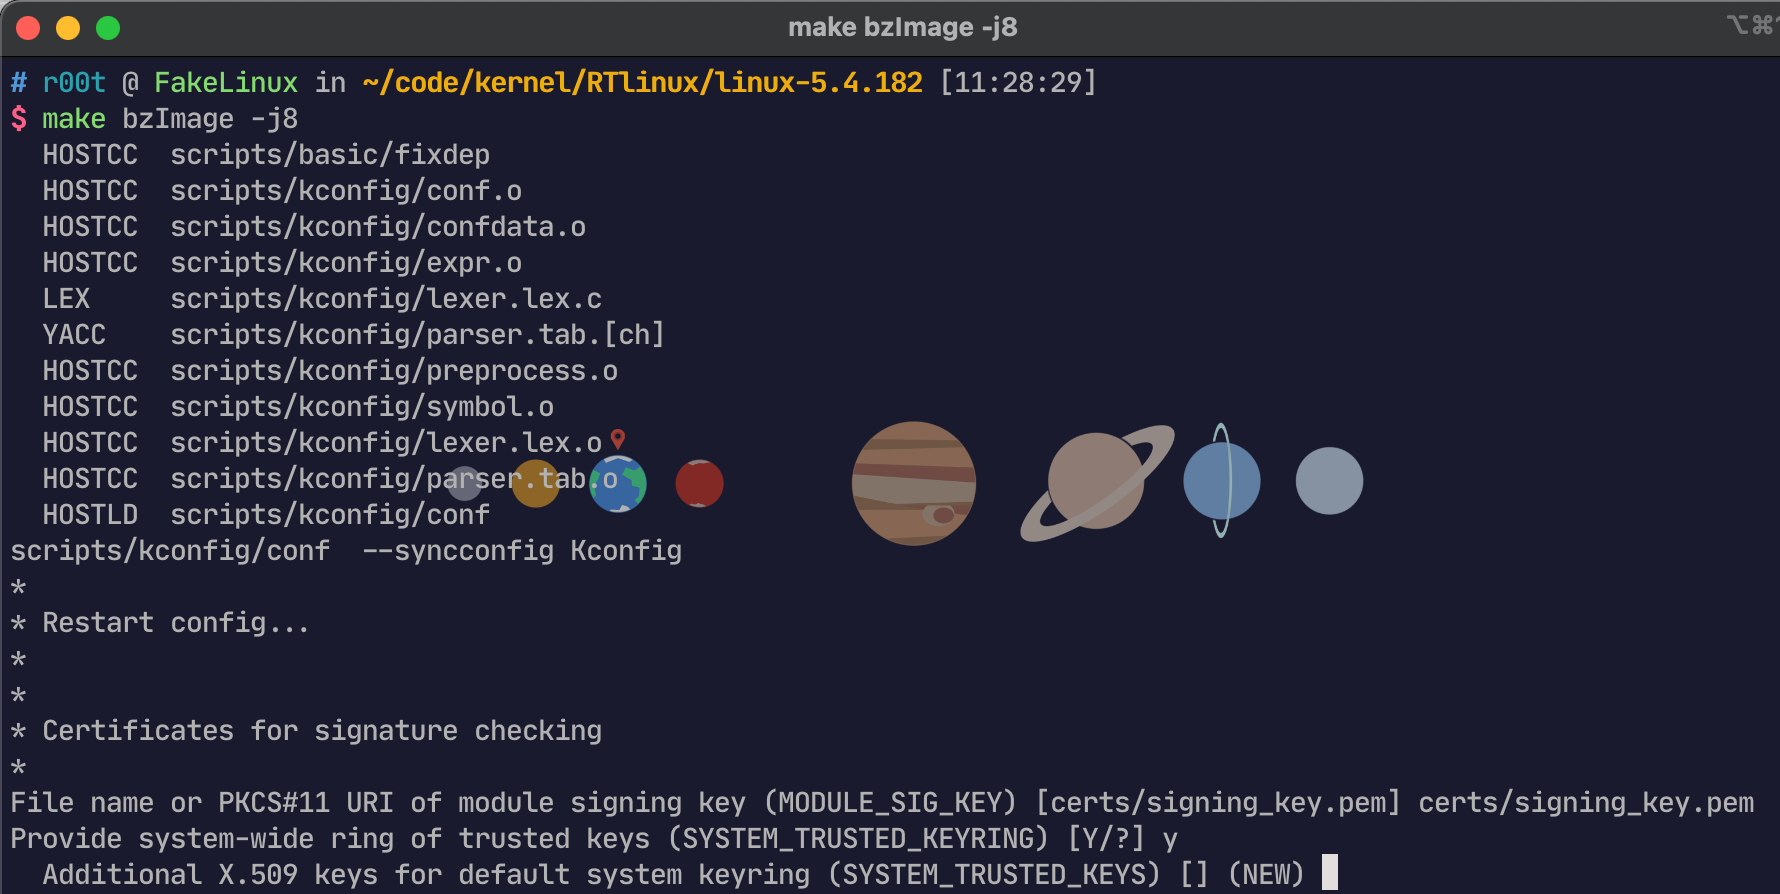 make bzImage -j8
# r00t @ FakeLinux in ~/code/kernel/RTlinux/linux-5.4.182 [11:28:29]
$ make bzImage -j8
  HOSTCC  scripts/basic/fixdep
  HOSTCC  scripts/kconfig/conf.o
  HOSTCC  scripts/kconfig/confdata.o
  HOSTCC  scripts/kconfig/expr.o
  LEX     scripts/kconfig/lexer.lex.c
  YACC    scripts/kconfig/parser.tab.[ch]
  HOSTCC  scripts/kconfig/preprocess.o
  HOSTCC  scripts/kconfig/symbol.o
  HOSTCC  scripts/kconfig/lexer.lex.o
  HOSTCC  scripts/kconfig/parser.tab.o
  HOSTLD  scripts/kconfig/conf
scripts/kconfig/conf  --syncconfig Kconfig
*
* Restart config...
*
*
* Certificates for signature checking
*
File name or PKCS#11 URI of module signing key (MODULE_SIG_KEY) [certs/signing_key.pem] certs/signing_key.pem
Provide system-wide ring of trusted keys (SYSTEM_TRUSTED_KEYRING) [Y/?] y
  Additional X.509 keys for default system keyring (SYSTEM_TRUSTED_KEYS) [] (NEW)